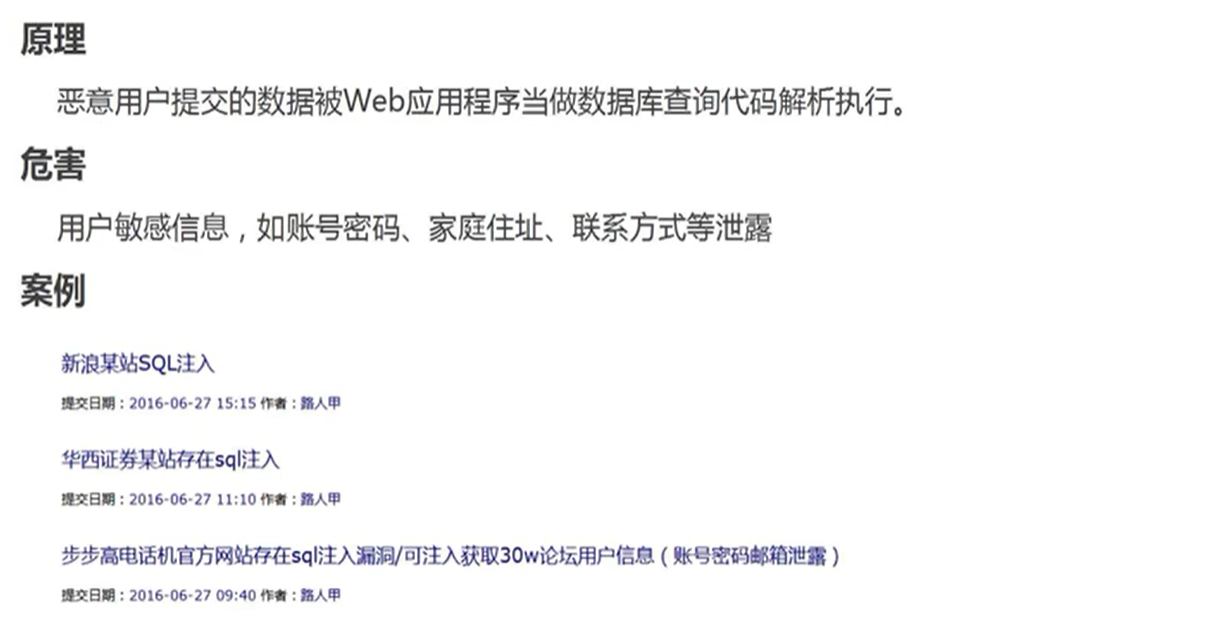 原理
恶意用户提交的数据被Web应用程序当做数据库查询代码解析执行。
危害
用户敏感信息，如账号密码、家庭住址、联系方式等泄露
案例
新浪某站SQL注入
提交日期：2016-06-27 15:15 作者：路人甲
华西证券某站存在sql注入
提交日期：2016-06-27 11:10 作者：路人甲
步步高电话机官方网站存在sql注入漏洞/可注入获取30w论坛用户信息（账号密码邮箱泄露）
提交日期：2016-06-27 09:40 作者：路人甲